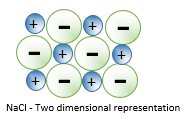 + − + −
− + − +
+ − + −
NaCl - Two dimensional representation